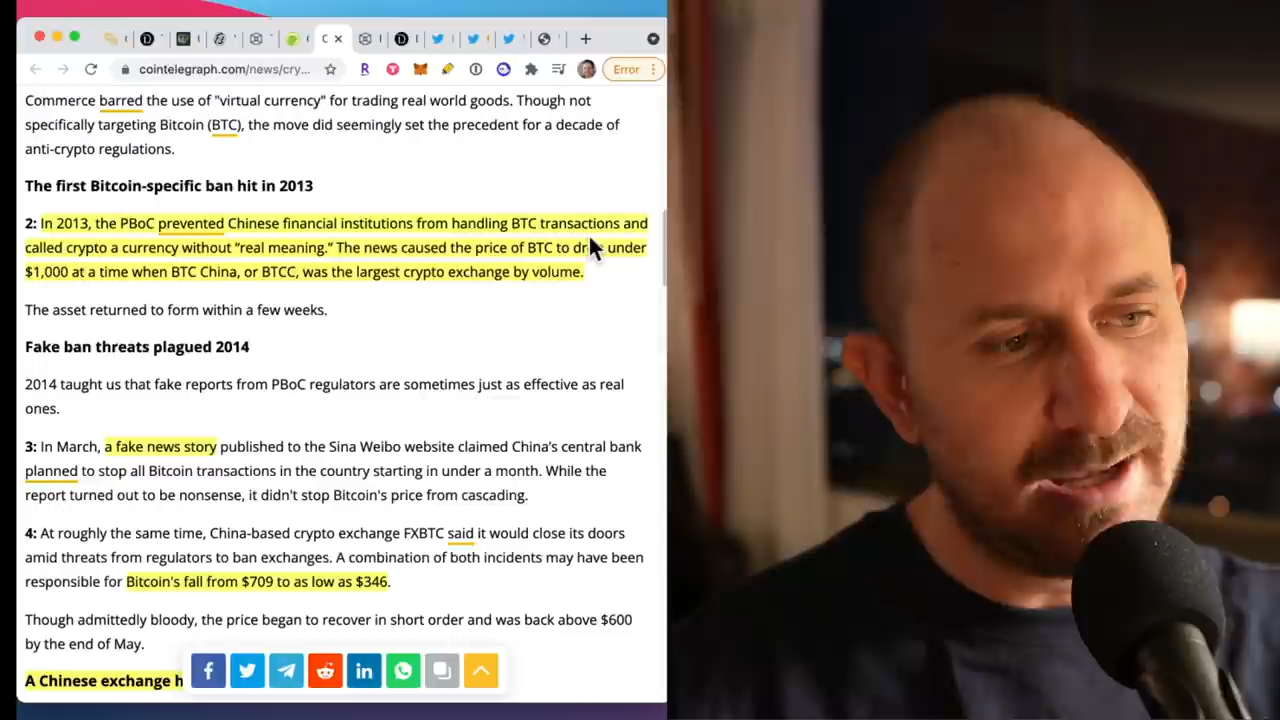 cointelegraph.com/news/cry...
Error
Commerce barred the use of "virtual currency" for trading real world goods. Though not
specifically targeting Bitcoin (BTC), the move did seemingly set the precedent for a decade of
anti-crypto regulations.
The first Bitcoin-specific ban hit in 2013
2: In 2013, the PBoC prevented Chinese financial institutions from handling BTC transactions and
called crypto a currency without “real meaning.” The news caused the price of BTC to under
$1,000 at a time when BTC China, or BTCC, was the largest crypto exchange by volume.
The asset returned to form within a few weeks.
Fake ban threats plagued 2014
2014 taught us that fake reports from PBoC regulators are sometimes just as effective as real
ones.
3: In March, a fake news story published to the Sina Weibo website claimed China’s central bank
planned to stop all Bitcoin transactions in the country starting in under a month. While the
report turned out to be nonsense, it didn't stop Bitcoin's price from cascading.
4: At roughly the same time, China-based crypto exchange FXBTC said it would close its doors
amid threats from regulators to ban exchanges. A combination of both incidents may have been
responsible for Bitcoin's fall from $709 to as low as $346.
Though admittedly bloody, the price began to recover in short order and was back above $600
by the end of May.
A Chinese exchange h